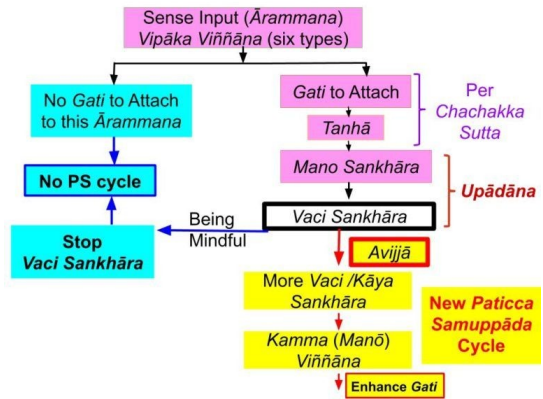 Sense Input (Ārammana)
Vipāka Viññāna (six types)
No Gati to Attach
to this Ārammana
Gati to Attach
Per
Chachakka
Sutta
Tanhā
No PS cycle
Mano Sankhāra
Upādāna
Being
Mindful
Vaci Sankhāra
Stop
Vaci Sankhāra
Avijjā
More Vaci /Kāya
Sankhāra
New Paticca
Samuppāda
Cycle
Kamma (Manō)
Viññāna
Enhance Gati